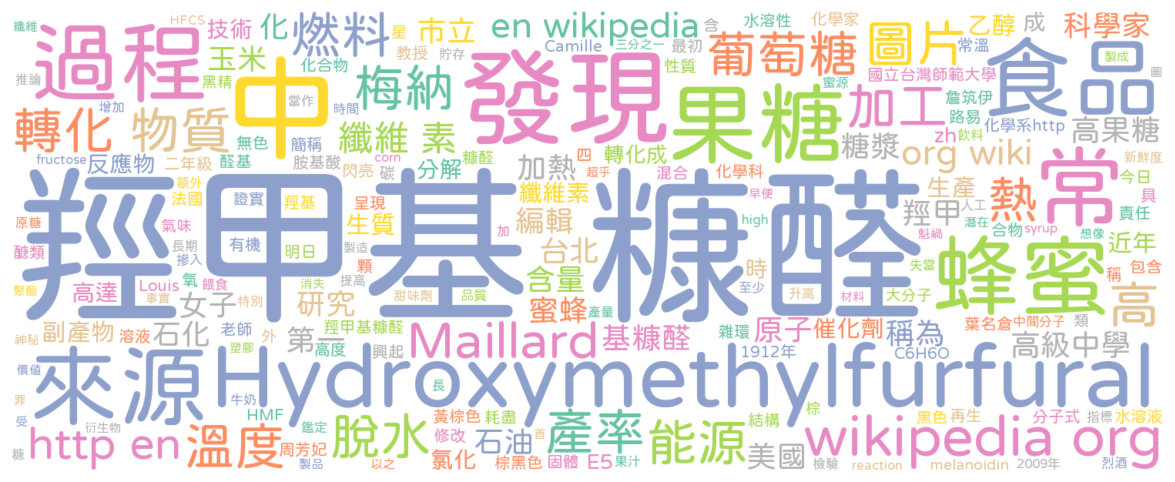 纖維 HFCS 技術 化 燃料 星 市立 en wikipedia 含 水溶性 化學家 乙醇 成 科學家
過程 玉米 教授 貯存 Camille 三分之一 最初 葡萄糖 圖片 常溫 食品 製成
推論 黑精 化合物 梅納 發現 性質 蜜源 國立台灣師範大學
增加 中 當作 時間 果糖 加工 詹筑伊 路易 飲料 圖
轉化 物質 無色 簡稱 纖維 素 zh 化學系http 高果糖
fructose 反應物 二年級 醛基 胺基酸 閃亮 碳 corn 分解 糠醛 加熱 四 超乎 轉化成 混合 化學科 糖漿 org wiki 常 新鮮度
額外 法國 證實 羥基 呈現 纖維素 早便 生產 熱 人工 今日 具
原糖 氣味 有機 明日 生質 編輯 high 羥甲 潛在 合物 syrup 責任
醣類 長期 摻入 氧 製造 加 台北 魁禍 想像 近年
羥甲基糠醛 蜂蜜
聚酯 高達 Louis 餵食 消失 顆 提高 含量 時 至少 升高 失當 大分子 稱 包含
神秘 事實 女子 特別 研究 甜味劑 品質 蜜蜂 產量 材料 高
副產物 溶液 石化 老師 外 第一 羥甲基糠醛 Maillard 基糠醛 雜環 原子 催化劑 稱為 葉名倉 中間分子 類
塑膠 高度 興起 1912年 C6H6O 高級中學
價值 來源 Hydroxymethylfurfural
罪 牛奶 長
受 衍生物 HMF 鑑定 黃棕色 耗盡 首 結構 棕 黑色 再生 分子式 指標 水溶液
http en 溫度 周芳妃 脫水 修改 石油 產率 能源 wikipedia org
糖 製品 以之 氯化 棕黑色 固體 E5 果汁 美國 檢驗 reaction melanoidin 2009年 烈酒